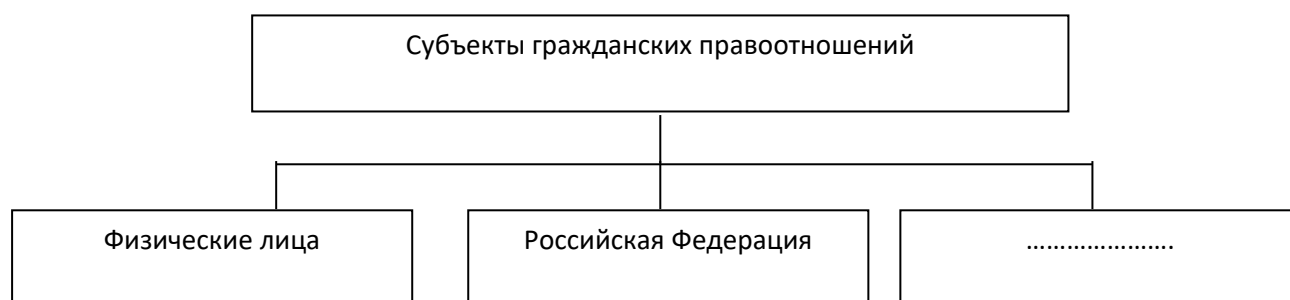 Субъекты гражданских правоотношений
Физические лица
Российская Федерация
………………….